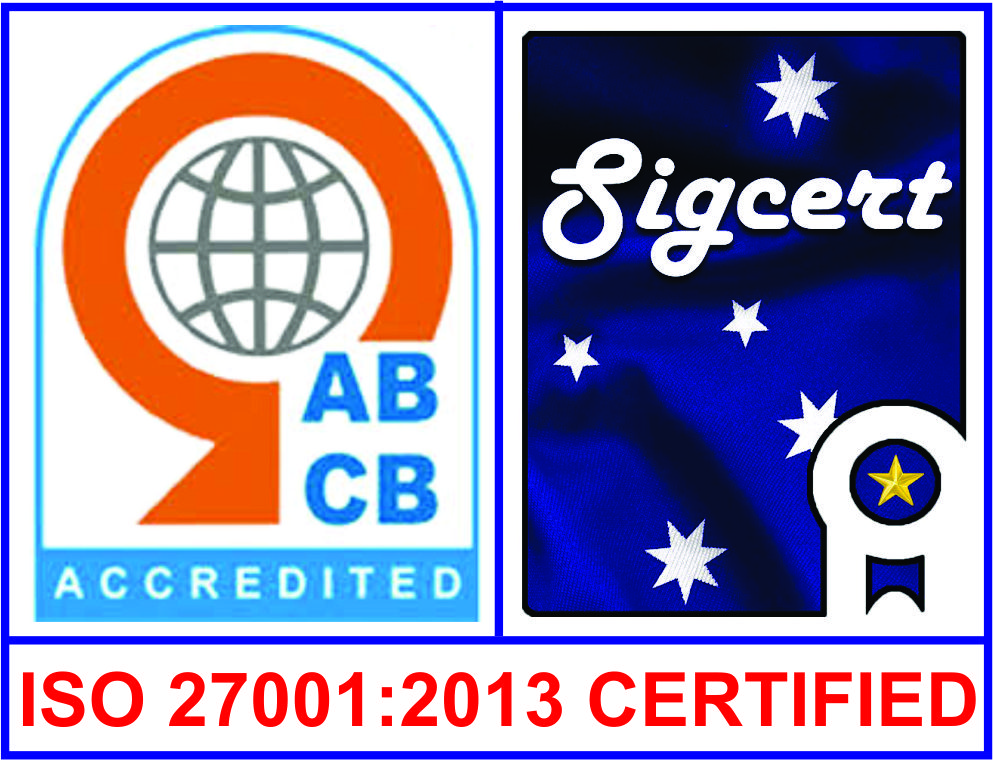 AB
CB
ACCREDITED
Sigcert
ISO 27001:2013 CERTIFIED